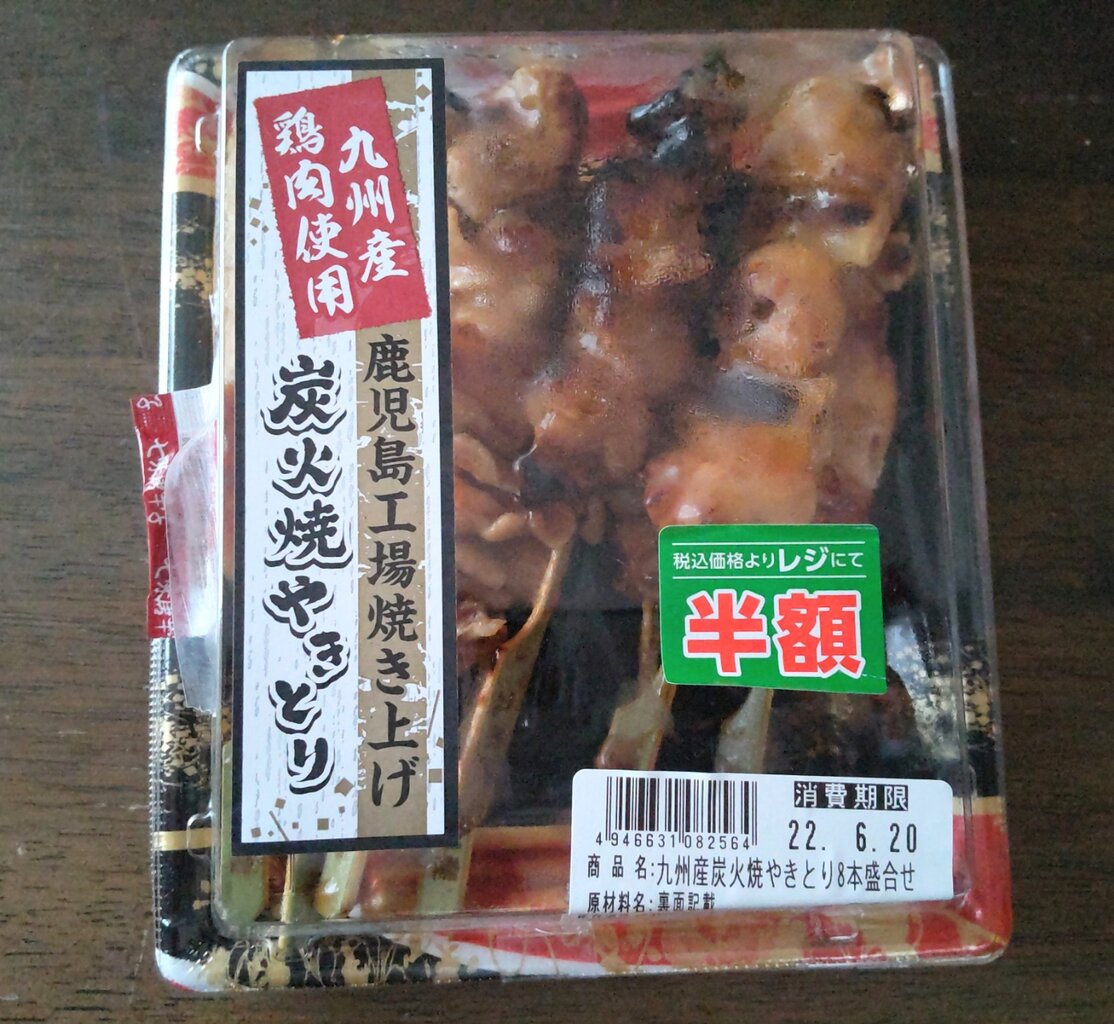 九州産
鶏肉使用
鹿児島工場焼き上げ
炭火焼やきとり
税込価格よりレジにて
半額
消費期限
4946631082564
22. 6.20
商品名:九州産炭火焼やきとり8本盛合せ
原材料名:裏面記載
七味